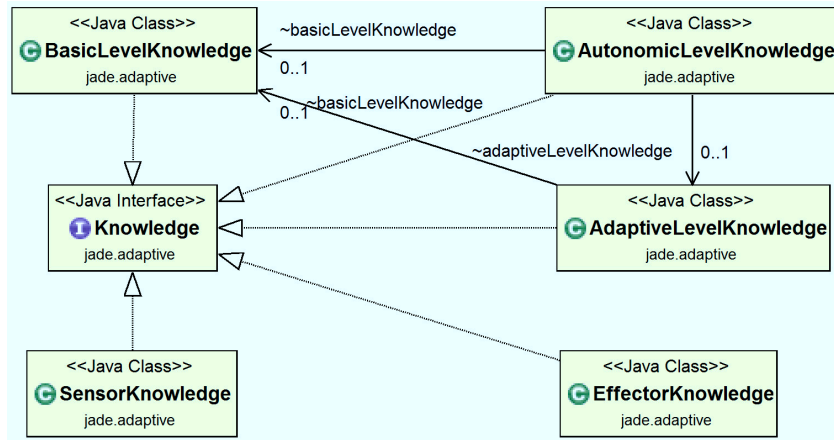 <<Java Class>>
BasicLevelKnowledge
jade.adaptive
~basicLevelKnowledge
0..1
<<Java Class>>
AutonomicLevelKnowledge
jade.adaptive
~basicLevelKnowledge
0..1
~adaptiveLevelKnowledge
0..1
<<Java Interface>>
Knowledge
jade.adaptive
<<Java Class>>
AdaptiveLevelKnowledge
jade.adaptive
<<Java Class>>
SensorKnowledge
jade.adaptive
<<Java Class>>
EffectorKnowledge
jade.adaptive